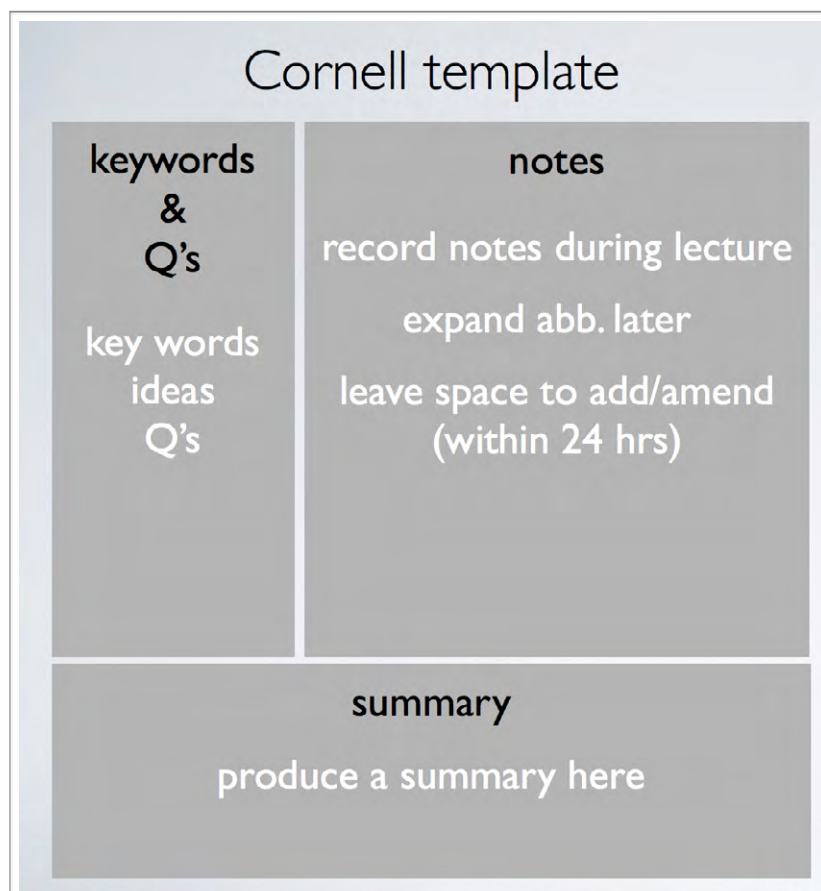 Cornell template
keywords
&
Q's
key words
ideas
Q's
notes
record notes during lecture
expand abb. later
leave space to add/amend
(within 24 hrs)
summary
produce a summary here